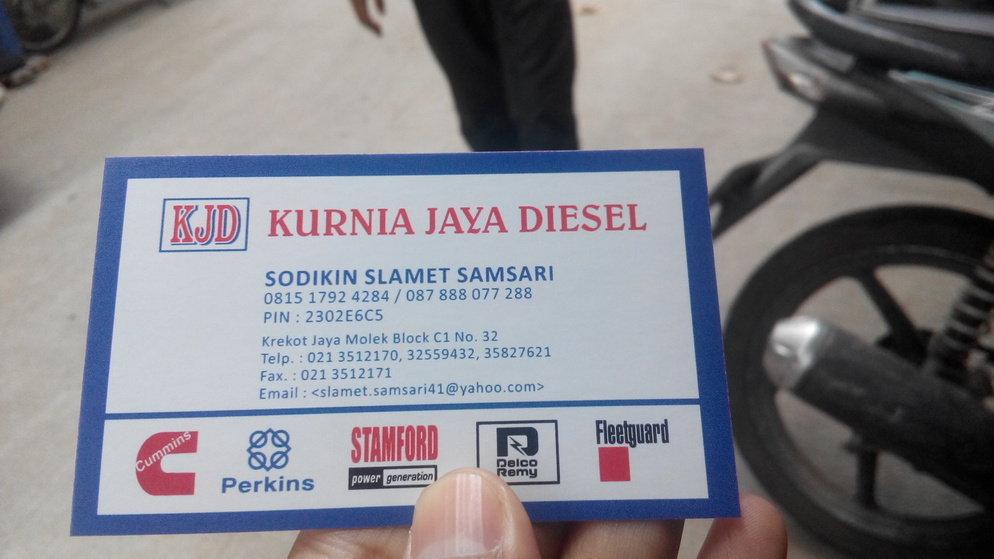 KJD KURNIA JAYA DIESEL
SODIKIN SLAMET SAMSARI
0815 1792 4284 / 087 888 077 288
PIN : 2302E6C5
Krekot Jaya Molek Block C1 No. 32
Telp. : 021 3512170, 32559432, 35827621
Fax. : 021 3512171
Email : <slamet.samsari41@yahoo.com>
Cummins
Perkins
STAMFORD
power generation
D
Delco
Remy
Fleetguard